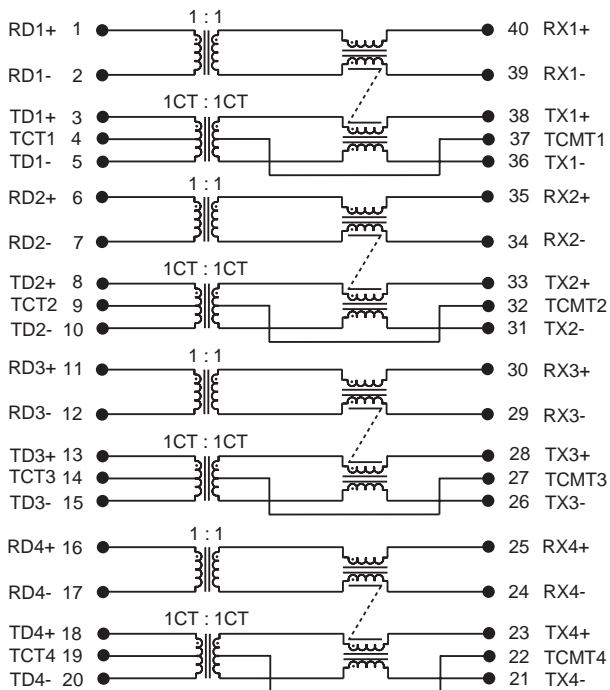 1 : 1
RD1+ 1 40 RX1+
RD1- 2 39 RX1-
1CT : 1CT
TD1+ 3 38 TX1+
TCT1 4 37 TCMT1
TD1- 5 36 TX1-
1 : 1
RD2+ 6 35 RX2+
RD2- 7 34 RX2-
1CT : 1CT
TD2+ 8 33 TX2+
TCT2 9 32 TCMT2
TD2- 10 31 TX2-
1 : 1
RD3+ 11 30 RX3+
RD3- 12 29 RX3-
1CT : 1CT
TD3+ 13 28 TX3+
TCT3 14 27 TCMT3
TD3- 15 26 TX3-
1 : 1
RD4+ 16 25 RX4+
RD4- 17 24 RX4-
1CT : 1CT
TD4+ 18 23 TX4+
TCT4 19 22 TCMT4
TD4- 20 21 TX4-